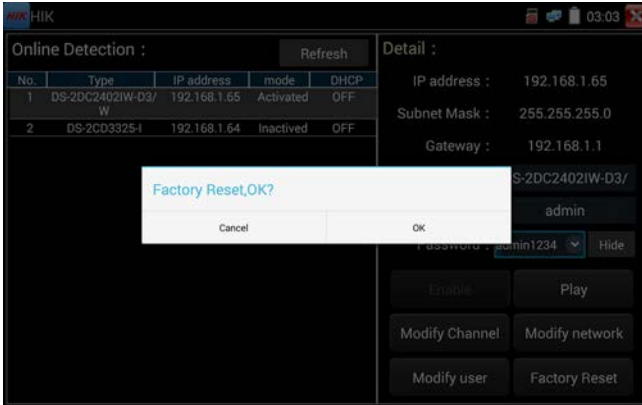 HIK HIK 03:03
Online Detection : Refresh
No. Type IP address mode DHCP
1 DS-2DC2402IW-D3/W 192.168.1.65 Activated OFF
2 DS-2CD3325-I 192.168.1.64 Inactived OFF
Detail :
IP address : 192.168.1.65
Subnet Mask : 255.255.255.0
Gateway : 192.168.1.1
S-2DC2402IW-D3/
admin
Password : admin1234 Hide
Factory Reset,OK?
Cancel OK
Enable Play
Modify Channel Modify network
Modify user Factory Reset